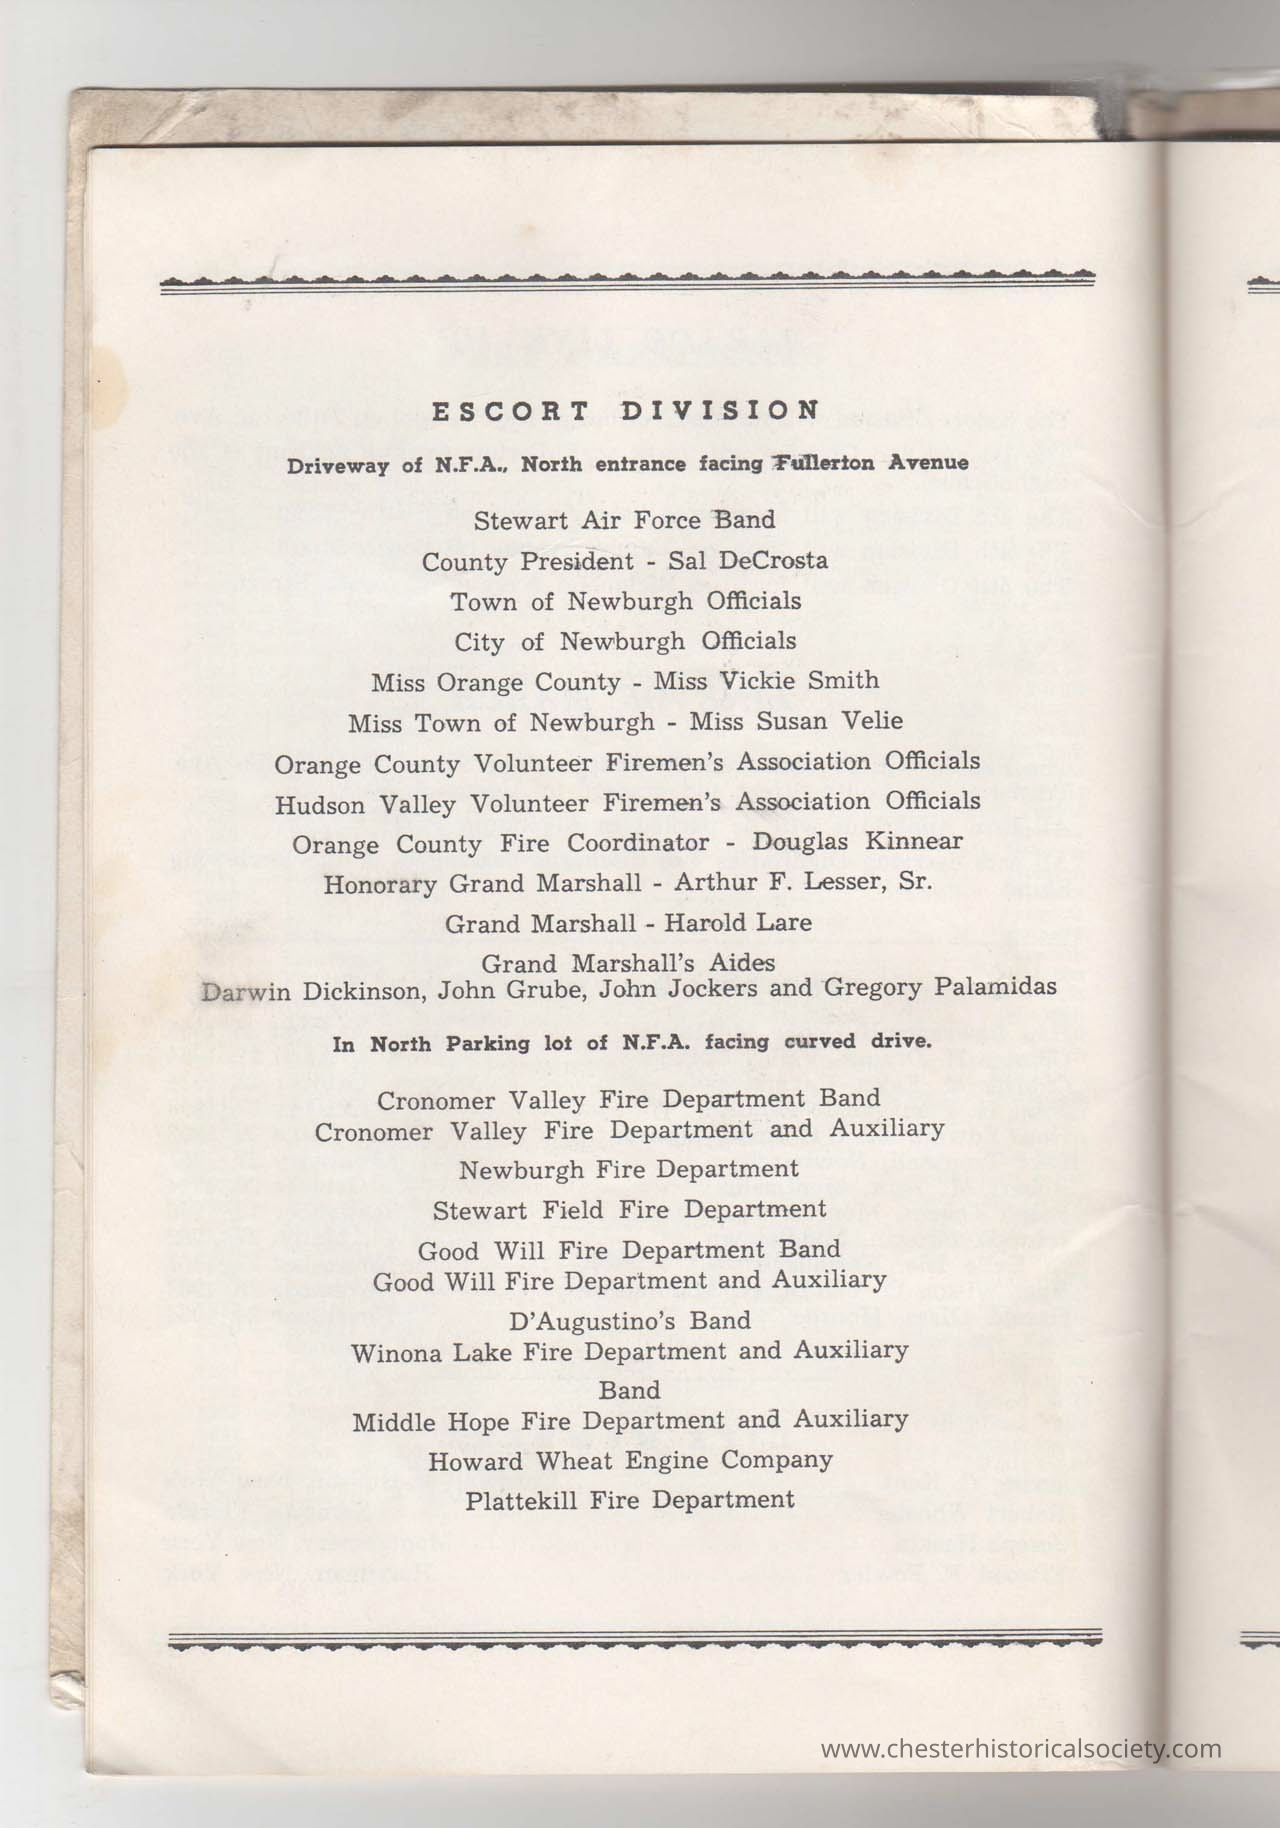 ESCORT DIVISION
Driveway of N.F.A., North entrance facing Fullerton Avenue
Stewart Air Force Band
County President - Sal DeCrosta
Town of Newburgh Officials
City of Newburgh Officials
Miss Orange County - Miss Vickie Smith
Miss Town of Newburgh - Miss Susan Velie
Orange County Volunteer Firemen's Association Officials
Hudson Valley Volunteer Firemen's Association Officials
Orange County Fire Coordinator - Douglas Kinnear
Honorary Grand Marshall - Arthur F. Lesser, Sr.
Grand Marshall - Harold Lare
Grand Marshall's Aides
Darwin Dickinson, John Grube, John Jockers and Gregory Palamidas
In North Parking lot of N.F.A. facing curved drive.
Cronomer Valley Fire Department Band
Cronomer Valley Fire Department and Auxiliary
Newburgh Fire Department
Stewart Field Fire Department
Good Will Fire Department Band
Good Will Fire Department and Auxiliary
D'Augustino's Band
Winona Lake Fire Department and Auxiliary
Band
Middle Hope Fire Department and Auxiliary
Howard Wheat Engine Company
Plattekill Fire Department
www.chesterhistoricalsociety.com